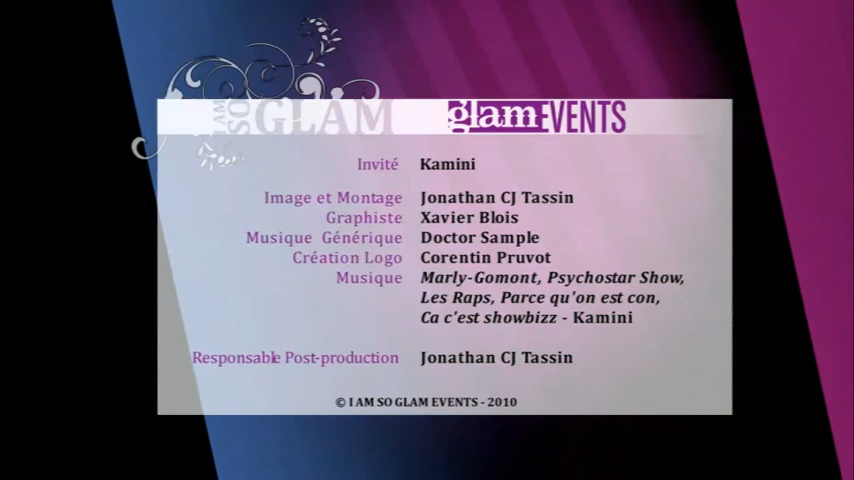 I AM SO GLAM
glam EVENTS
Invité Kamini
Image et Montage Jonathan CJ Tassin
Graphiste Xavier Blois
Musique Générique Doctor Sample
Création Logo Corentin Pruvot
Musique Marly-Gomont, Psychostar Show,
Les Raps, Parce qu'on est con,
Ca c'est showbizz - Kamini
Responsable Post-production Jonathan CJ Tassin
© I AM SO GLAM EVENTS - 2010